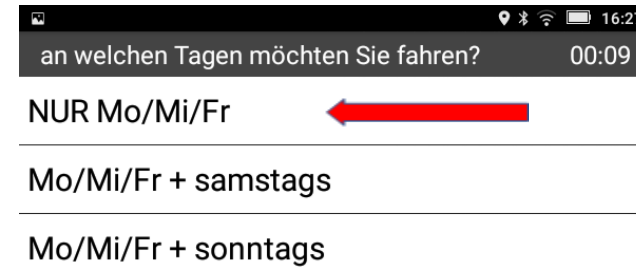 16:27
an welchen Tagen möchten Sie fahren? 00:09
NUR Mo/Mi/Fr
Mo/Mi/Fr + samstags
Mo/Mi/Fr + sonntags